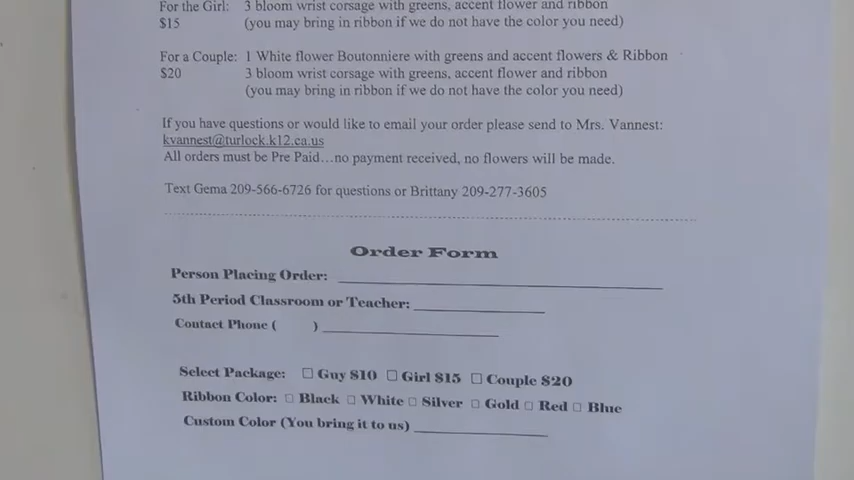 For the Girl: 3 bloom wrist corsage with greens, accent flower and ribbon
$15 (you may bring in ribbon if we do not have the color you need)
For a Couple: 1 White flower Boutonniere with greens and accent flowers & Ribbon
$20 3 bloom wrist corsage with greens, accent flower and ribbon
(you may bring in ribbon if we do not have the color you need)
If you have questions or would like to email your order please send to Mrs. Vannest:
kvannest@turlock.k12.ca.us
All orders must be Pre Paid...no payment received, no flowers will be made.
Text Gema 209-566-6726 for questions or Brittany 209-277-3605
Order Form
Person Placing Order:
5th Period Classroom or Teacher:
Contact Phone ( )
Select Package: □ Guy $10 □ Girl $15 □ Couple $20
Ribbon Color: □ Black □ White □ Silver □ Gold □ Red □ Blue
Custom Color (You bring it to us)